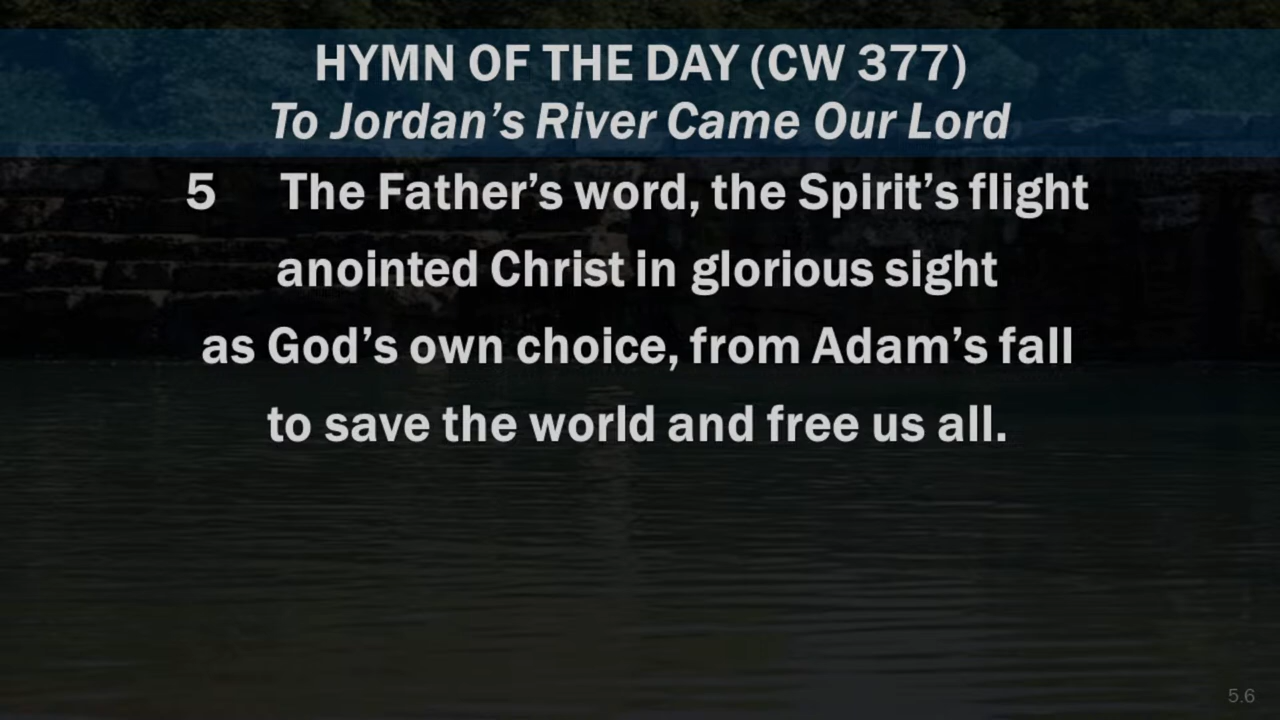 HYMN OF THE DAY (CW 377)
To Jordan’s River Came Our Lord
5 The Father’s word, the Spirit’s flight
anointed Christ in glorious sight
as God’s own choice, from Adam’s fall
to save the world and free us all.
5.6